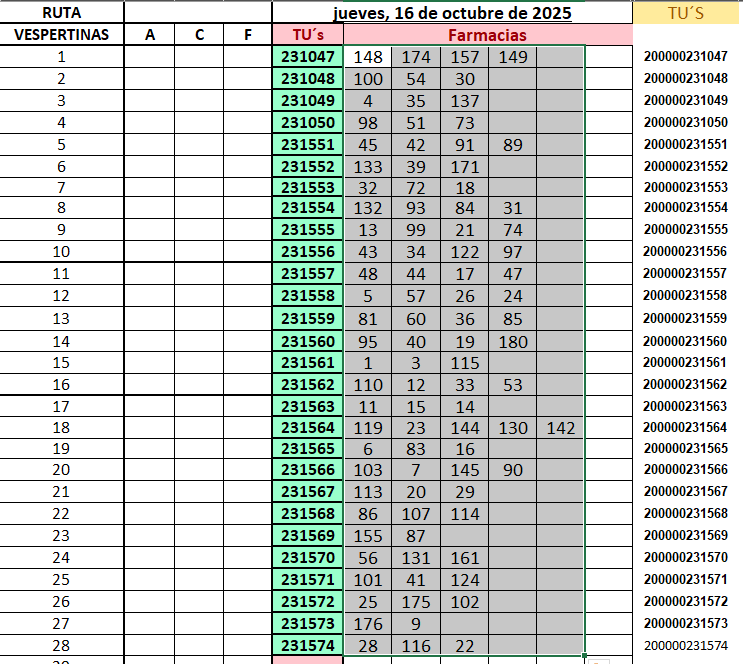 RUTA jueves, 16 de octubre de 2025 TU´S
VESPERTINAS A C F TU´s Farmacias
1 231047 148 174 157 149 200000231047
2 231048 100 54 30 200000231048
3 231049 4 35 137 200000231049
4 231050 98 51 73 200000231050
5 231551 45 42 91 89 200000231551
6 231552 133 39 171 200000231552
7 231553 32 72 18 200000231553
8 231554 132 93 84 31 200000231554
9 231555 13 99 21 74 200000231555
10 231556 43 34 122 97 200000231556
11 231557 48 44 17 47 200000231557
12 231558 5 57 26 24 200000231558
13 231559 81 60 36 85 200000231559
14 231560 95 40 19 180 200000231560
15 231561 1 3 115 200000231561
16 231562 110 12 33 53 200000231562
17 231563 11 15 14 200000231563
18 231564 119 23 144 130 142 200000231564
19 231565 6 83 16 200000231565
20 231566 103 7 145 90 200000231566
21 231567 113 20 29 200000231567
22 231568 86 107 114 200000231568
23 231569 155 87 200000231569
24 231570 56 131 161 200000231570
25 231571 101 41 124 200000231571
26 231572 25 175 102 200000231572
27 231573 176 9 200000231573
28 231574 28 116 22 200000231574